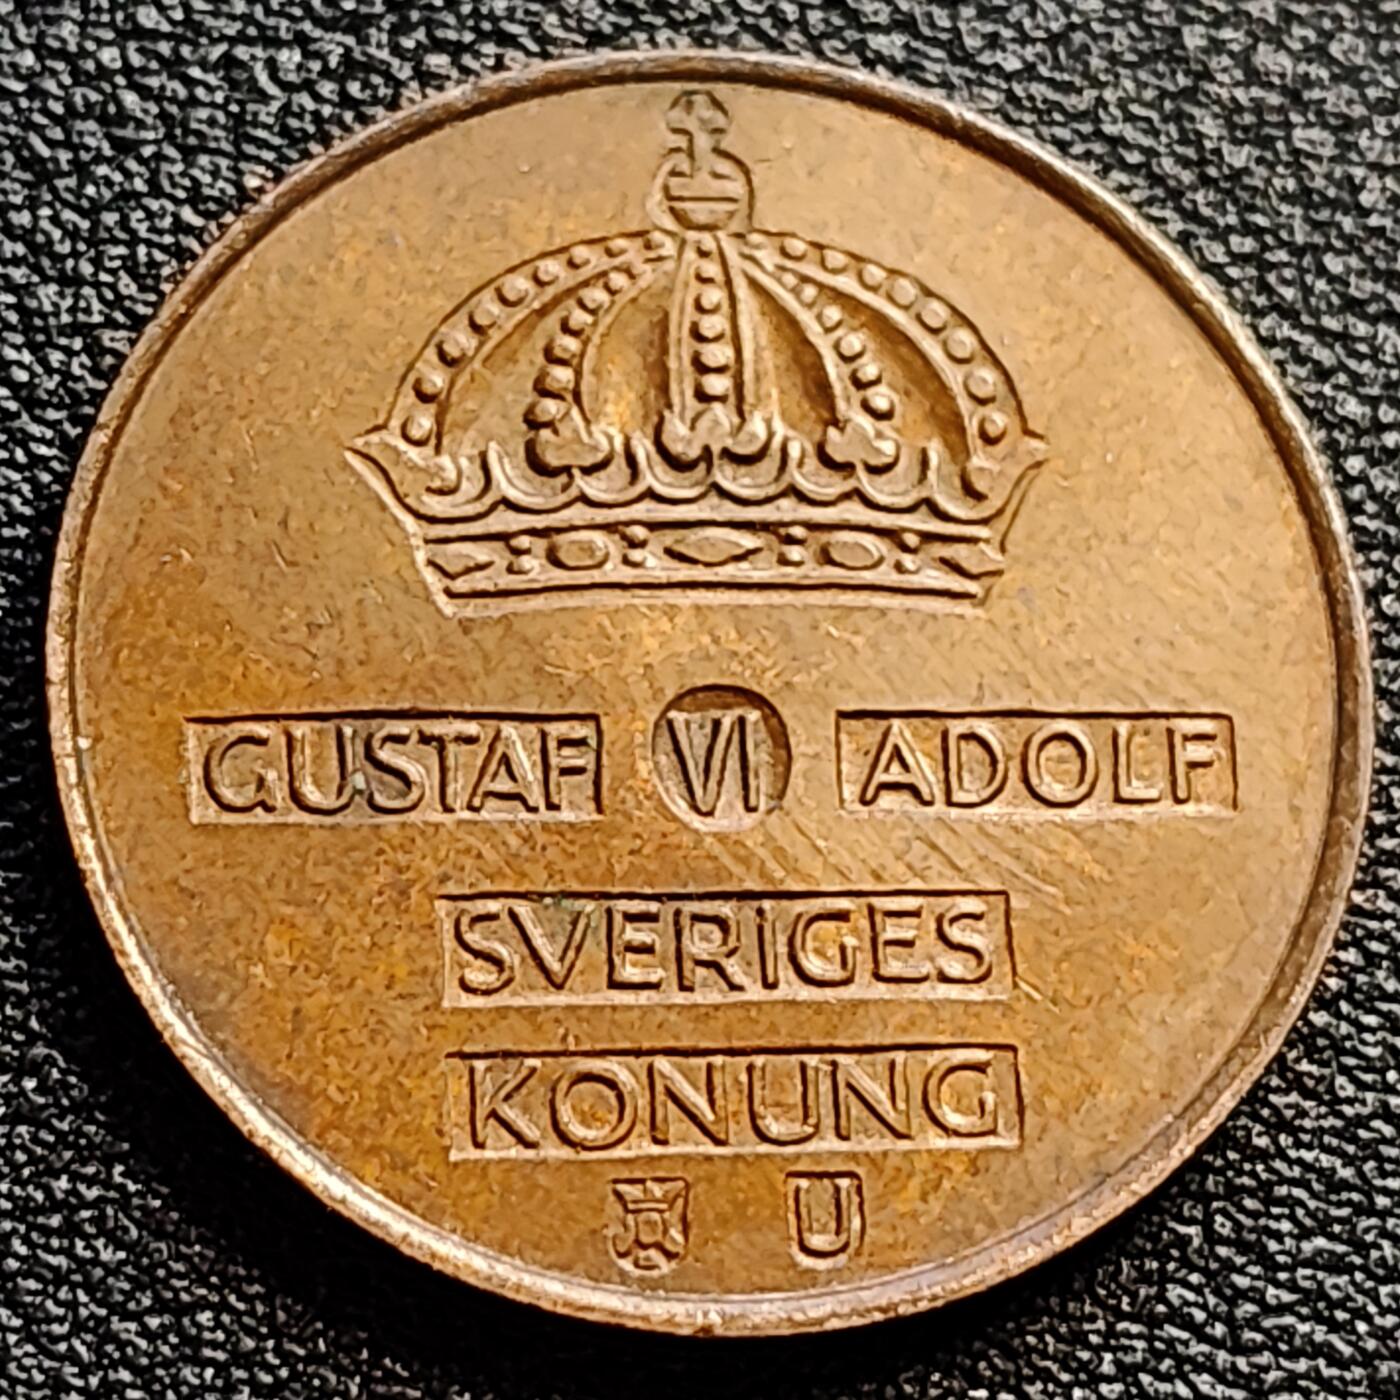 GUSTAF VI ADOLF
SVERIGES
KONUNG
U